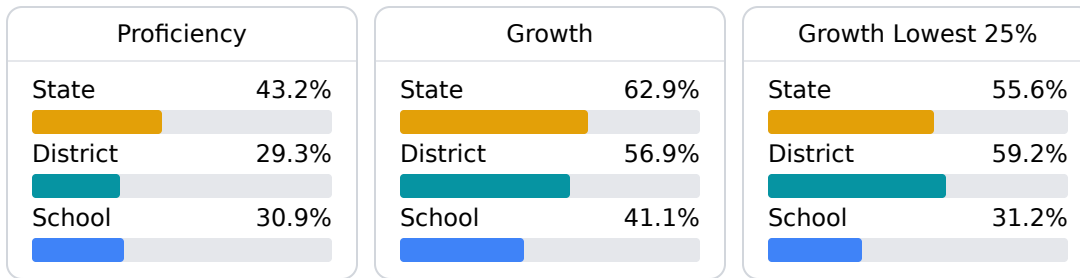 Proficiency
State 43.2%
District 29.3%
School 30.9%
Growth
State 62.9%
District 56.9%
School 41.1%
Growth Lowest 25%
State 55.6%
District 59.2%
School 31.2%